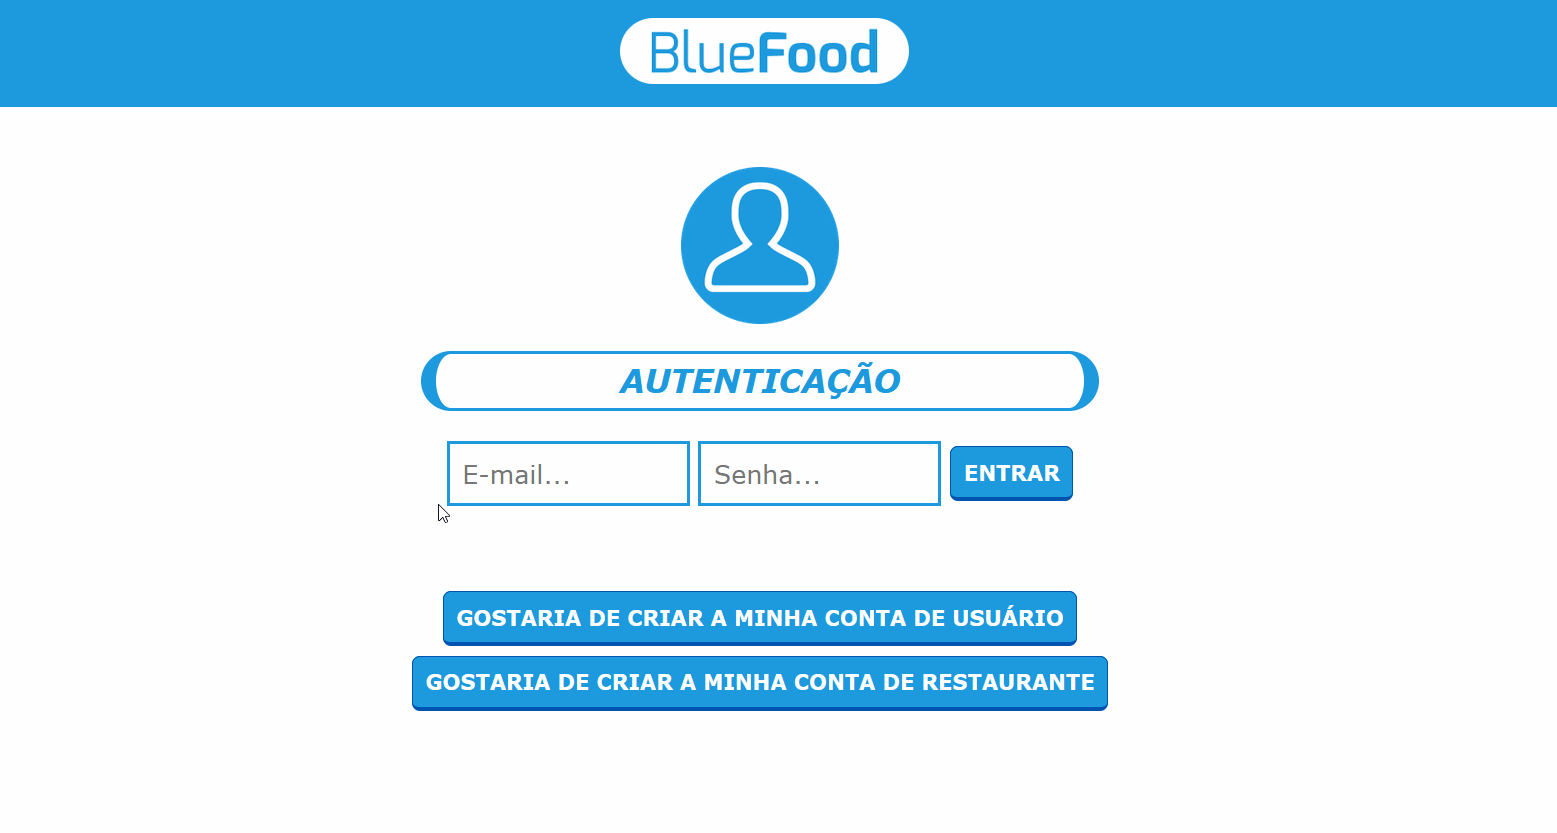 BlueFood
AUTENTICAÇÃO
E-mail... Senha... ENTRAR
GOSTARIA DE CRIAR A MINHA CONTA DE USUÁRIO
GOSTARIA DE CRIAR A MINHA CONTA DE RESTAURANTE